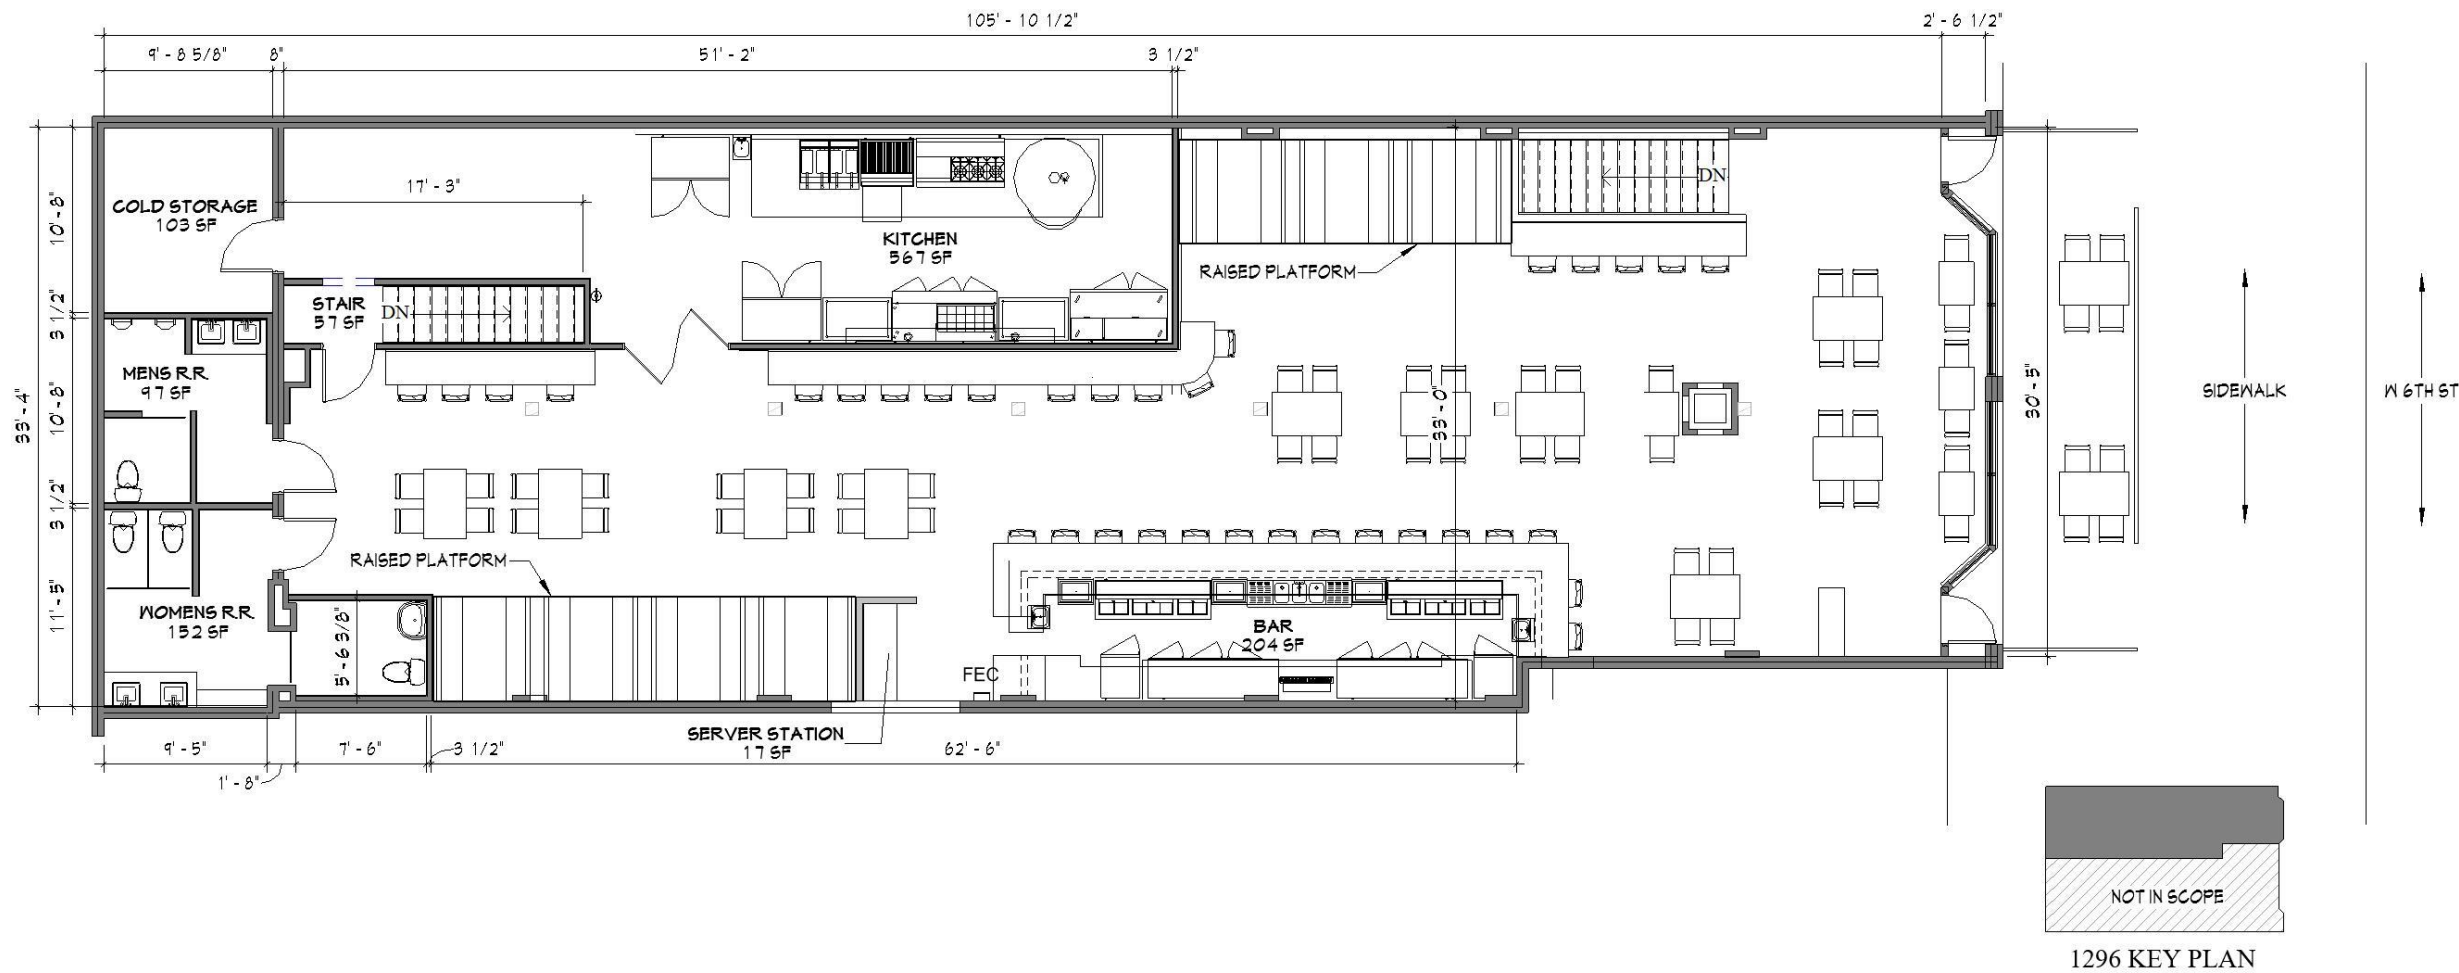 105' - 10 1/2"
2' - 6 1/2"
9' - 8 5/8"
8"
51' - 2"
3 1/2"
33' - 4"
10' - 8"
3 1/2"
10' - 8"
3 1/2"
11' - 5"
17' - 3"
COLD STORAGE
103 SF
KITCHEN
567 SF
DN
RAISED PLATFORM
STAIR
57 SF
DN
MENS R.R.
97 SF
33' - 0"
30' - 5"
SIDEWALK
W 6TH ST
RAISED PLATFORM
WOMENS R.R.
152 SF
5' - 6 3/8"
BAR
204 SF
FEC
SERVER STATION
17 SF
9' - 5"
1' - 8"
7' - 6"
3 1/2"
62' - 6"
NOT IN SCOPE
1296 KEY PLAN